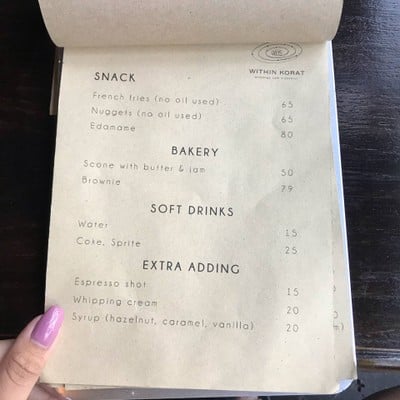 WITHIN KORAT
SNACK
French fries (no oil used) 65
Nuggets (no oil used) 65
Edamame 80
BAKERY
Scone with butter & jam 50
Brownie 79
SOFT DRINKS
Water 15
Coke, Sprite 25
EXTRA ADDING
Espresso shot 15
Whipping cream 20
Syrup (hazelnut, caramel, vanilla) 20